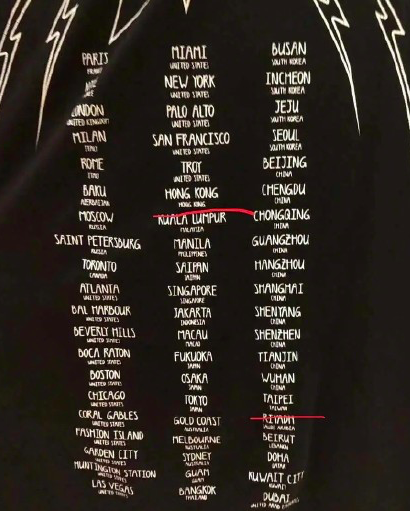 PARIS
FRANCE
LONDON
UNITED KINGDOM
MILAN
ITALY
ROME
ITALY
BAKU
AZERBAIJAN
MOSCOW
RUSSIA
SAINT PETERSBURG
RUSSIA
TORONTO
CANADA
ATLANTA
UNITED STATES
BAL HARBOUR
UNITED STATES
BEVERLY HILLS
UNITED STATES
BOCA RATON
UNITED STATES
BOSTON
UNITED STATES
CHICAGO
UNITED STATES
CORAL GABLES
UNITED STATES
FASHION ISLAND
UNITED STATES
GARDEN CITY
UNITED STATES
HUNTINGTON STATION
UNITED STATES
LAS VEGAS
UNITED STATES
MIAMI
UNITED STATES
NEW YORK
UNITED STATES
PALO ALTO
UNITED STATES
SAN FRANCISCO
UNITED STATES
TROY
UNITED STATES
HONG KONG
HONG KONG
KUALA LUMPUR
MALAYSIA
MANILA
PHILIPPINES
SAIPAN
JAPAN
SINGAPORE
SINGAPORE
JAKARTA
INDONESIA
MACAU
MACAU
FUKUOKA
JAPAN
OSAKA
JAPAN
TOKYO
JAPAN
GOLD COAST
AUSTRALIA
MELBOURNE
AUSTRALIA
SYDNEY
AUSTRALIA
GUAM
GUAM
BANGKOK
THAILAND
BUSAN
SOUTH KOREA
INCHEON
SOUTH KOREA
JEJU
SOUTH KOREA
SEOUL
SOUTH KOREA
BEIJING
CHINA
CHENGDU
CHINA
CHONGQING
CHINA
GUANGZHOU
CHINA
HANGZHOU
CHINA
SHANGHAI
CHINA
SHENYANG
CHINA
SHENZHEN
CHINA
TIANJIN
CHINA
WUHAN
CHINA
TAIPEI
TAIWAN
RIYADH
SAUDI ARABIA
BEIRUT
LEBANON
DOHA
QATAR
KUWAIT CITY
KUWAIT
DUBAI
UNITED ARAB EMIRATES